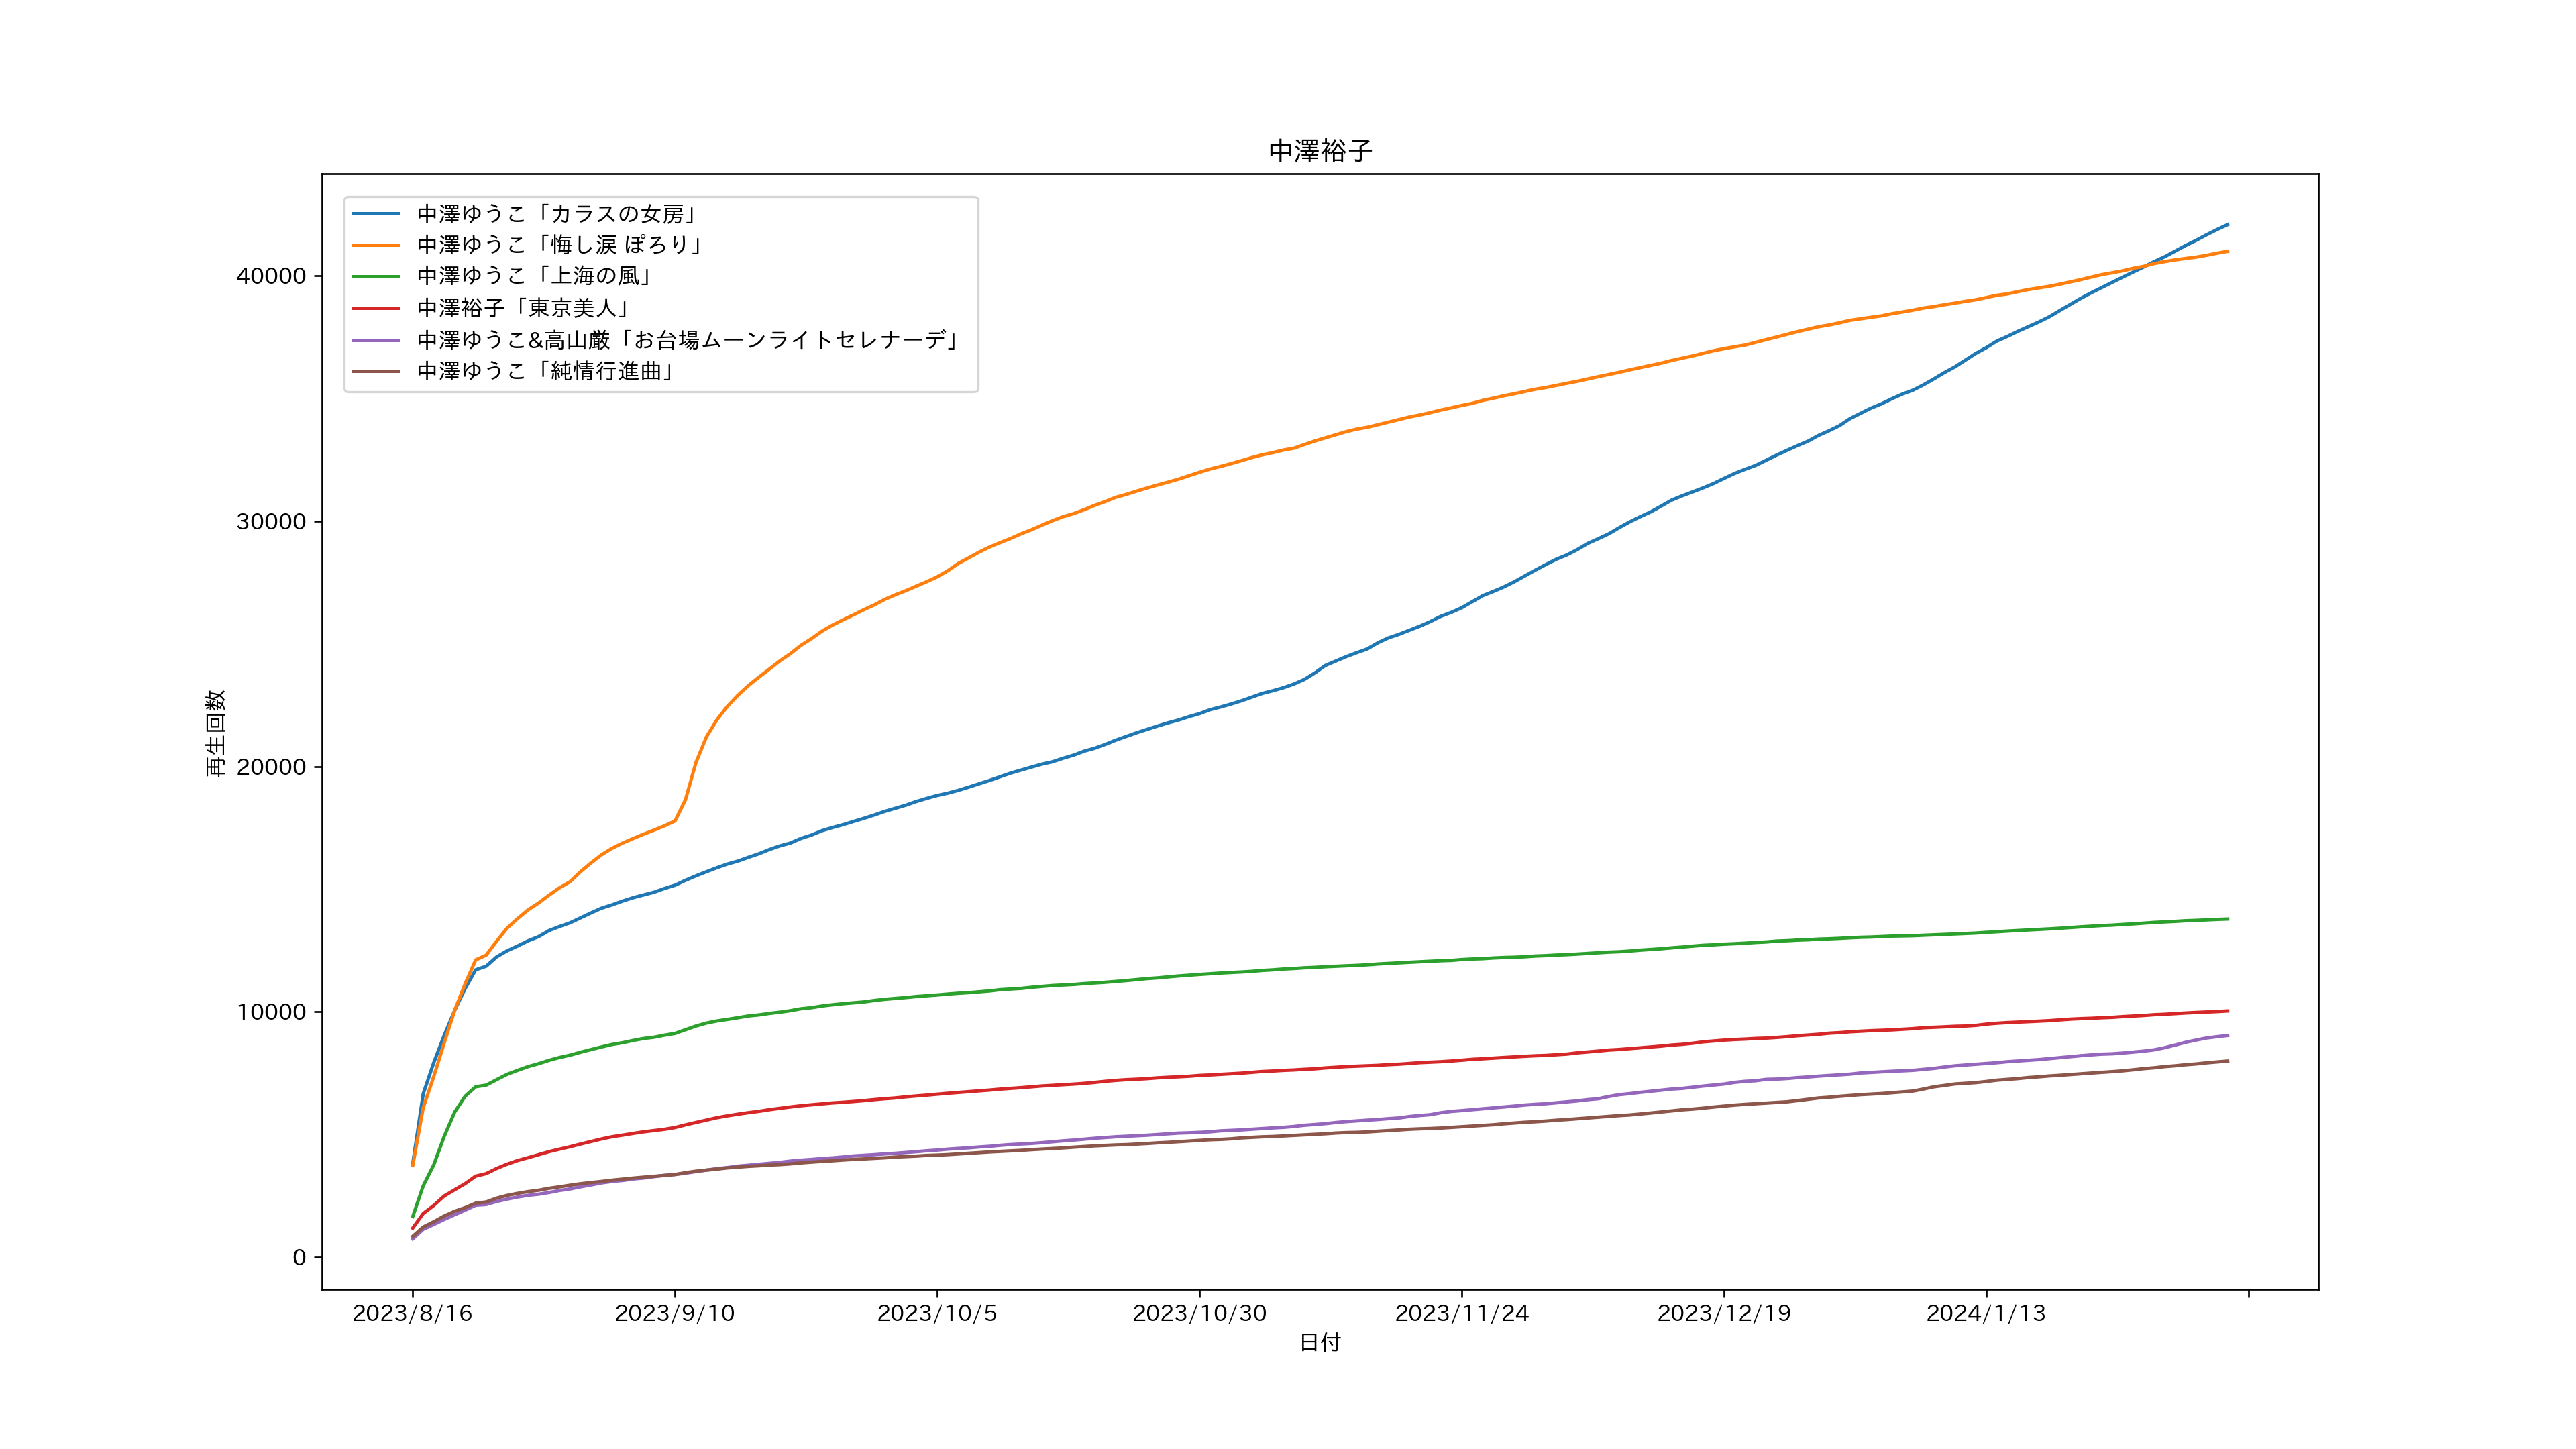 中澤裕子
中澤ゆうこ「カラスの女房」
中澤ゆうこ「悔し涙 ぽろり」
中澤ゆうこ「上海の風」
中澤裕子「東京美人」
中澤ゆうこ&高山厳「お台場ムーンライトセレナーデ」
中澤ゆうこ「純情行進曲」
再生回数
40000
30000
20000
10000
0
2023/8/16 2023/9/10 2023/10/5 2023/10/30 2023/11/24 2023/12/19 2024/1/13
日付